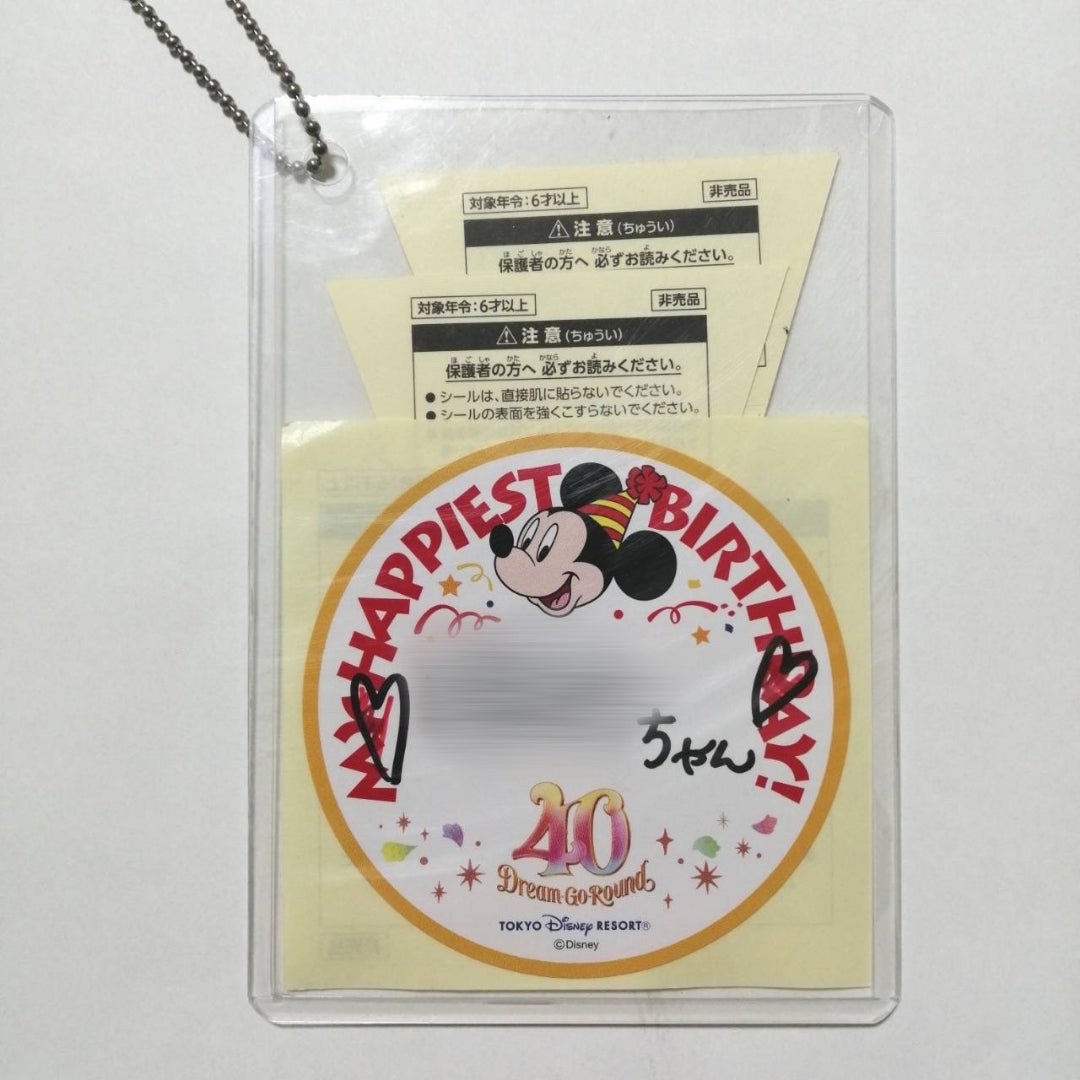 対象年令：6才以上
非売品
⚠注意（ちゅうい）
保護者の方へ 必ずお読みください。
対象年令：6才以上
非売品
⚠注意（ちゅうい）
保護者の方へ 必ずお読みください。
●シールは、直接肌に貼らないでください。
●シールの表面を強くこすらないでください。
MY HAPPIEST BIRTHDAY!
ちゃん
40
Dream-Go-Round
TOKYO Disney RESORT®
©Disney